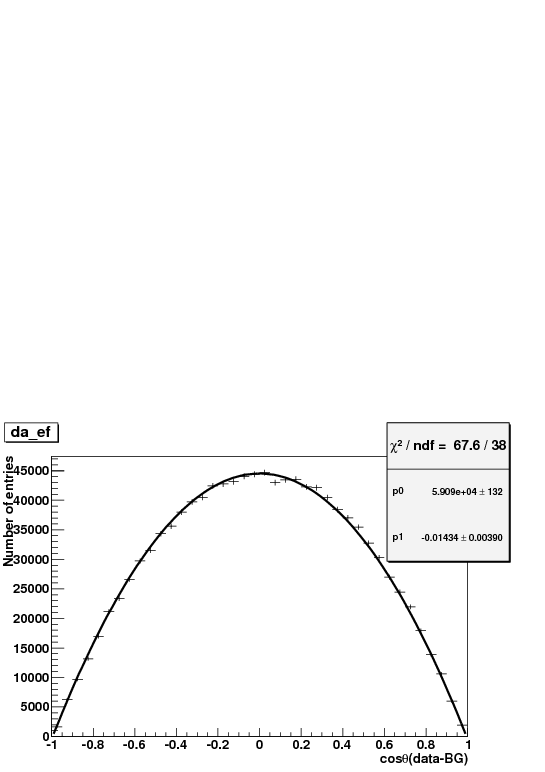 da_ef
χ² / ndf = 67.6 / 38
p0 5.909e+04 ± 132
p1 -0.01434 ± 0.00390
Number of entries
45000
40000
35000
30000
25000
20000
15000
10000
5000
0
-1 -0.8 -0.6 -0.4 -0.2 0 0.2 0.4 0.6 0.8 1
cosθ(data-BG)